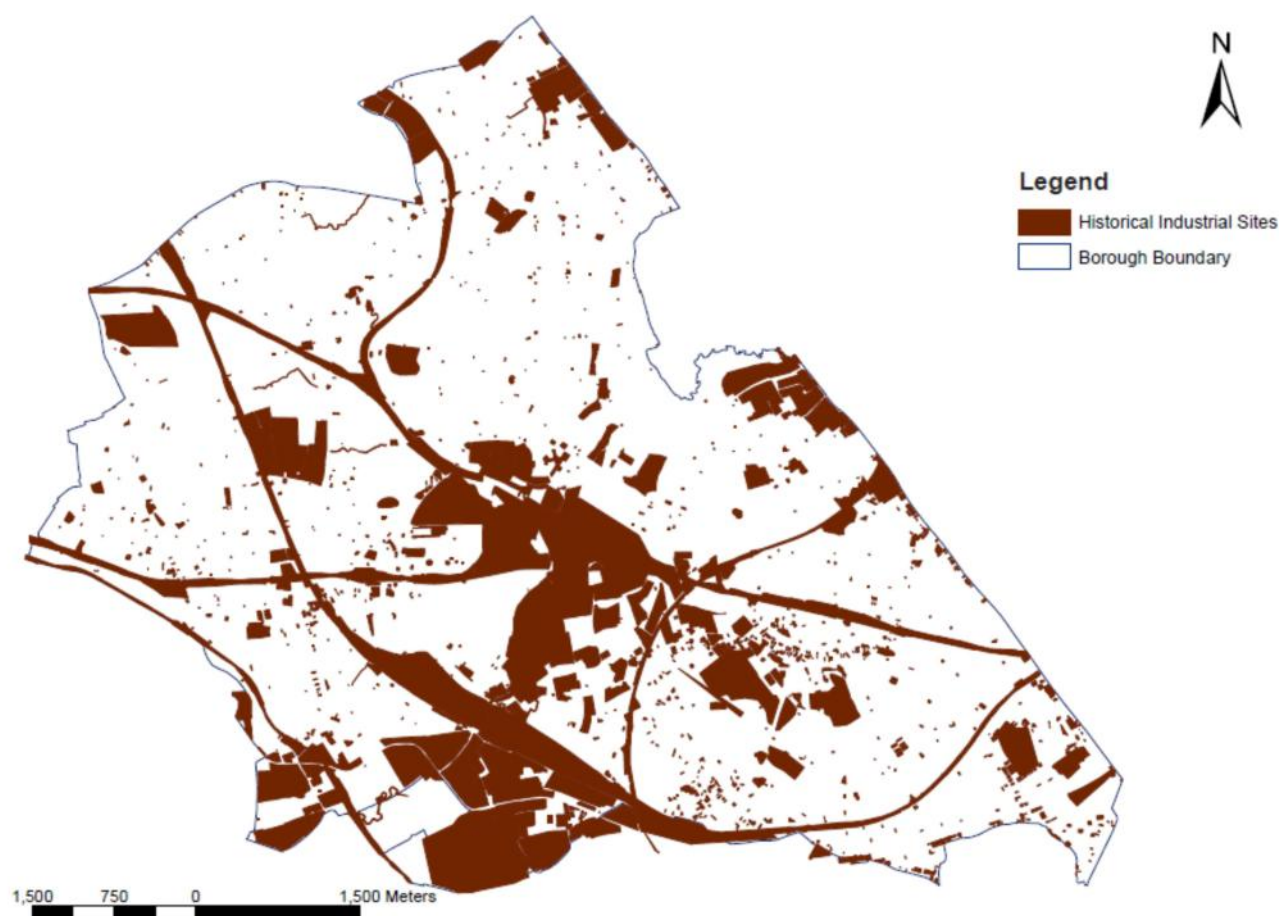 N
Legend
Historical Industrial Sites
Borough Boundary
1,500 750 0 1,500 Meters